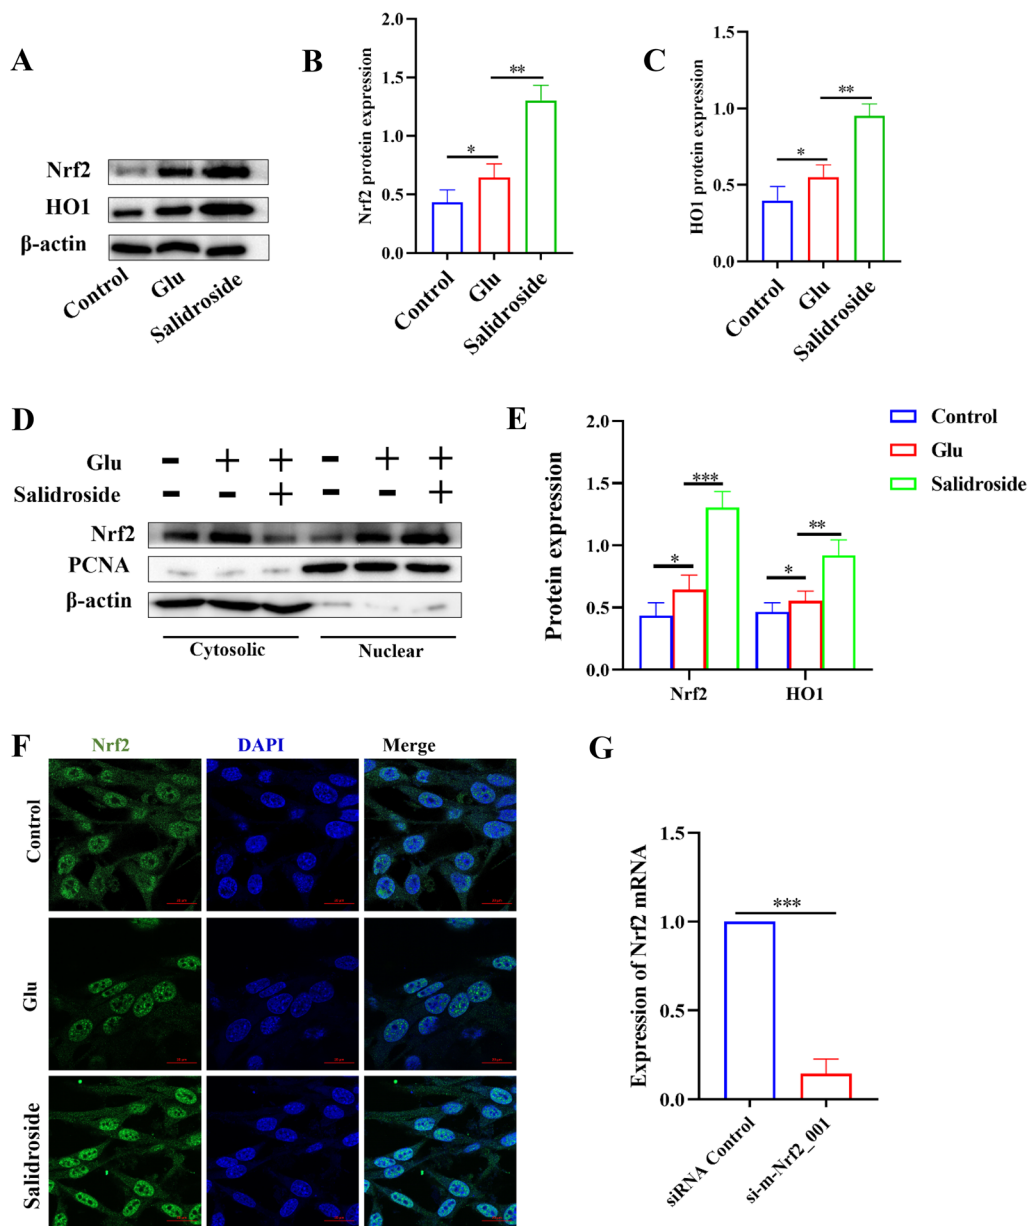 A
Nrf2
HO1
β-actin
Control
Glu
Salidroside
B
Nrf2 protein expression
2.0
1.5
1.0
0.5
0.0
*
**
Control
Glu
Salidroside
C
HO1 protein expression
1.5
1.0
0.5
0.0
*
**
Control
Glu
Salidroside
D
Glu - + + - + +
Salidroside - - + - - +
Nrf2
PCNA
β-actin
Cytosolic Nuclear
E
Protein expression
2.0
1.5
1.0
0.5
0.0
*
***
*
**
Nrf2 HO1
Control
Glu
Salidroside
F
Nrf2 DAPI Merge
Control
Glu
Salidroside
G
Expression of Nrf2 mRNA
1.5
1.0
0.5
0.0
***
siRNA Control
si-m-Nrf2_001